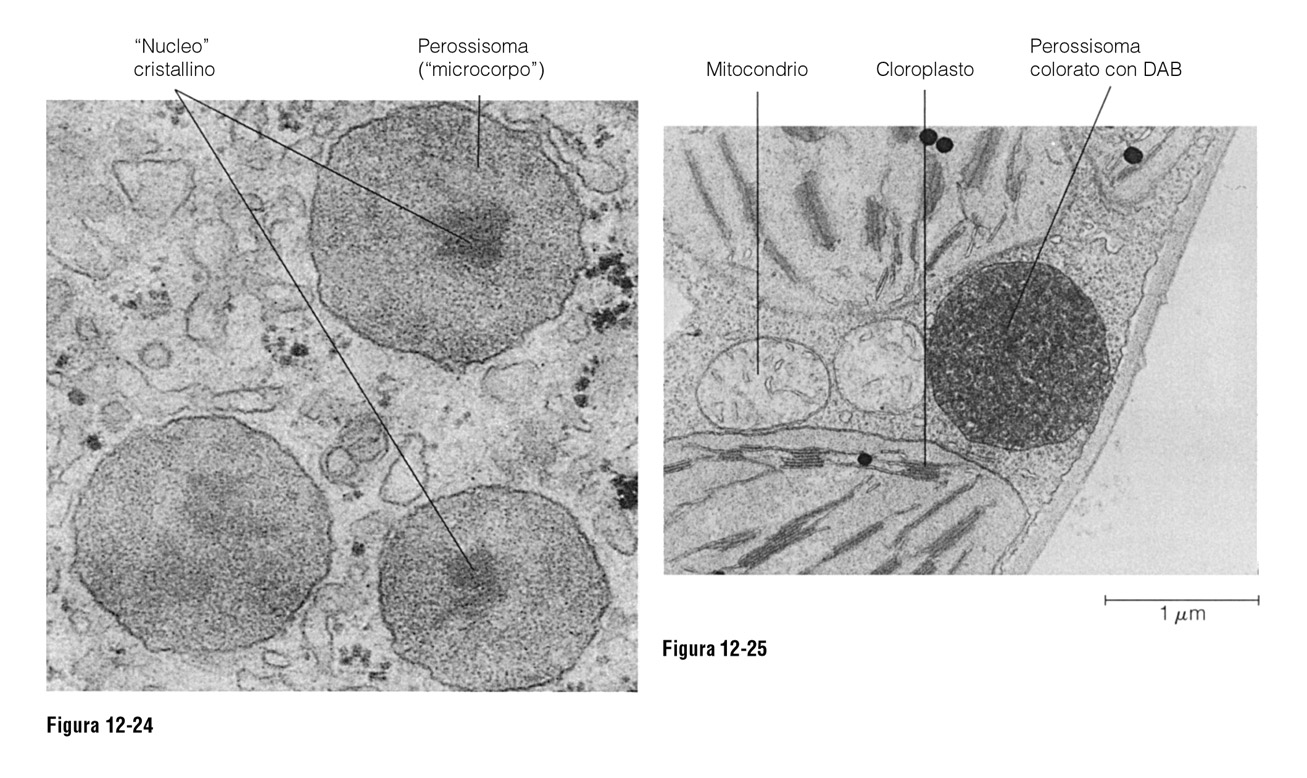 “Nucleo”
cristallino
Perossisoma
(“microcorpo”)
Mitocondrio
Cloroplasto
Perossisoma
colorato con DAB
1 μm
Figura 12-25
Figura 12-24